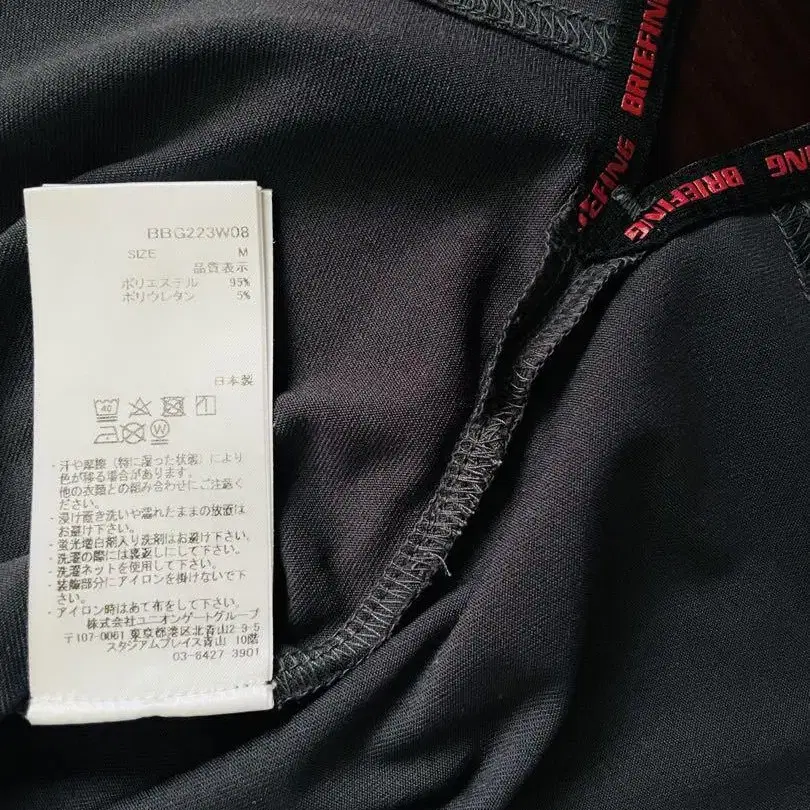 BBG223W08
SIZE M
品質表示
ポリエステル 95%
ポリウレタン 5%
日本製
40
W
・汗や摩擦（特に湿った状態）により
色が移る場合があります。
他の衣類との組み合わせにご注意く
ださい。
・浸け置き洗いや濡れたままの放置は
お避け下さい。
・蛍光増白剤入り洗剤はお避け下さい。
・洗濯の際には裏返しにして下さい。
・洗濯ネットを使用して下さい。
・装飾部分にアイロンを掛けないで下
さい。
・アイロン時はあて布をして下さい。
株式会社ユニオンゲートグループ
〒107-0061 東京都港区北青山2-3-5
スタジアムプレイス青山 10階
03-6427-3901
BRIEFING
BRIEFING
BRIEFING
BRIEFING